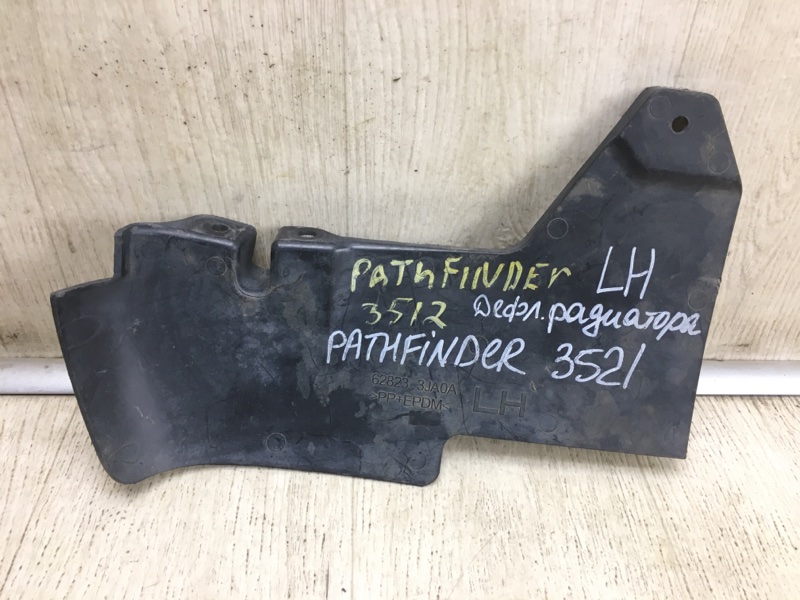 PAThFINDEr LH
3512 Дефл. радиатора
PATHFiNDER 3521
62823 3JA0A
>PP+EPDM< LH